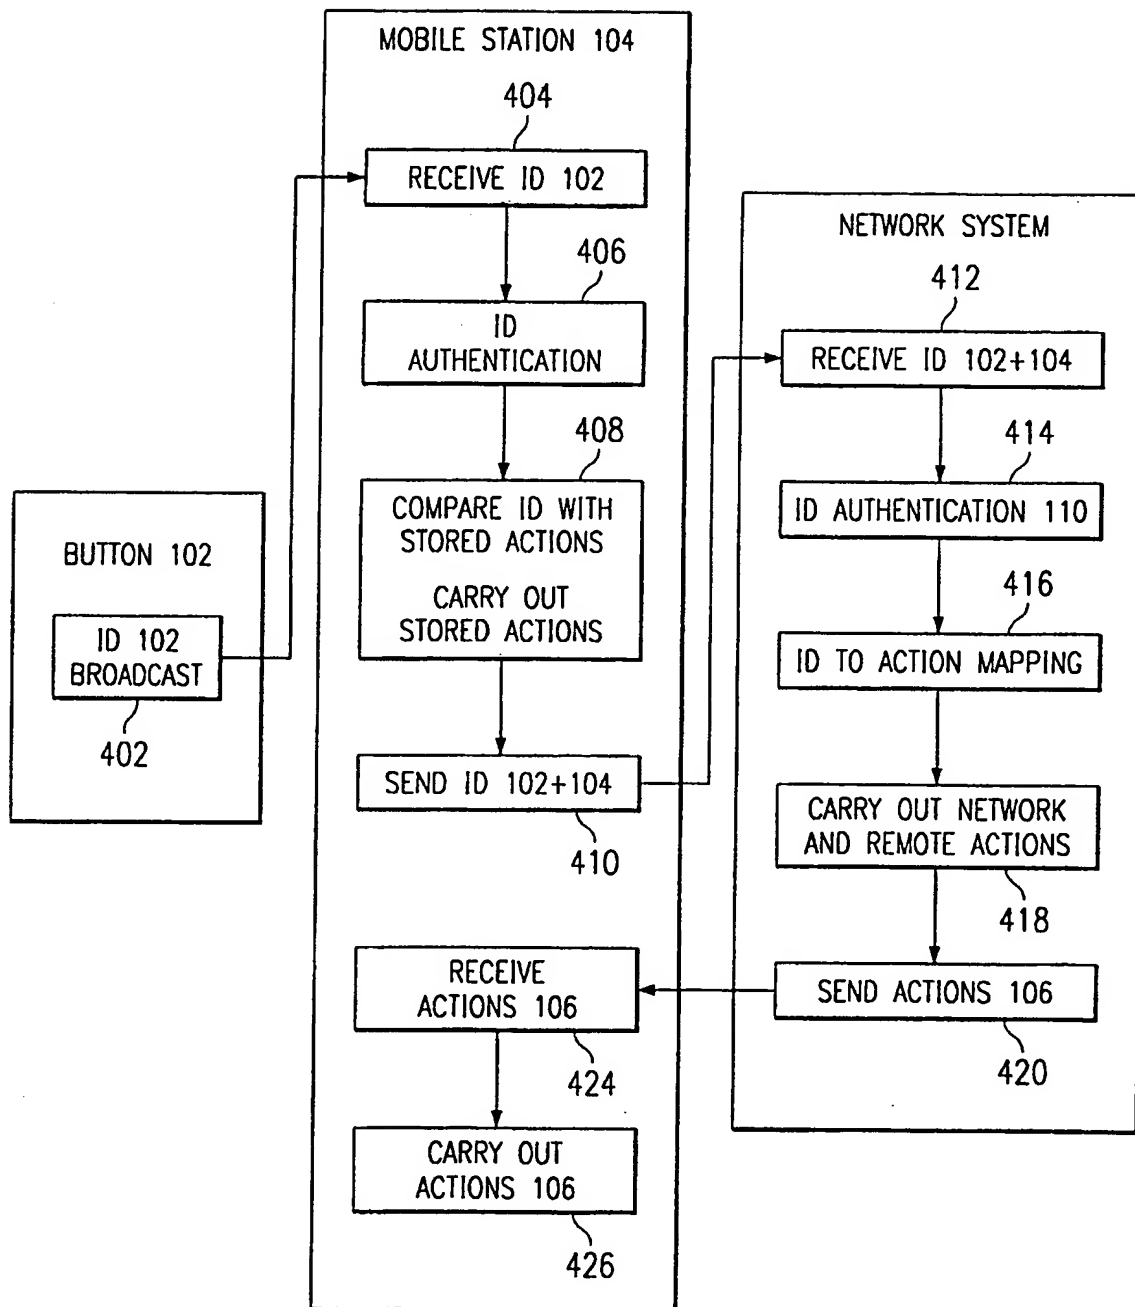 MOBILE STATION 104
404
RECEIVE ID 102
406
ID
AUTHENTICATION
408
COMPARE ID WITH
STORED ACTIONS
CARRY OUT
STORED ACTIONS
SEND ID 102+104
410
RECEIVE
ACTIONS 106
424
CARRY OUT
ACTIONS 106
426
BUTTON 102
ID 102
BROADCAST
402
NETWORK SYSTEM
412
RECEIVE ID 102+104
414
ID AUTHENTICATION 110
416
ID TO ACTION MAPPING
CARRY OUT NETWORK
AND REMOTE ACTIONS
418
SEND ACTIONS 106
420